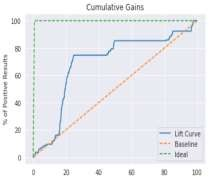 Cumulative Gains
% of Positive Results
100
80
60
40
20
0
0 20 40 60 80 100
Lift Curve
Baseline
Ideal